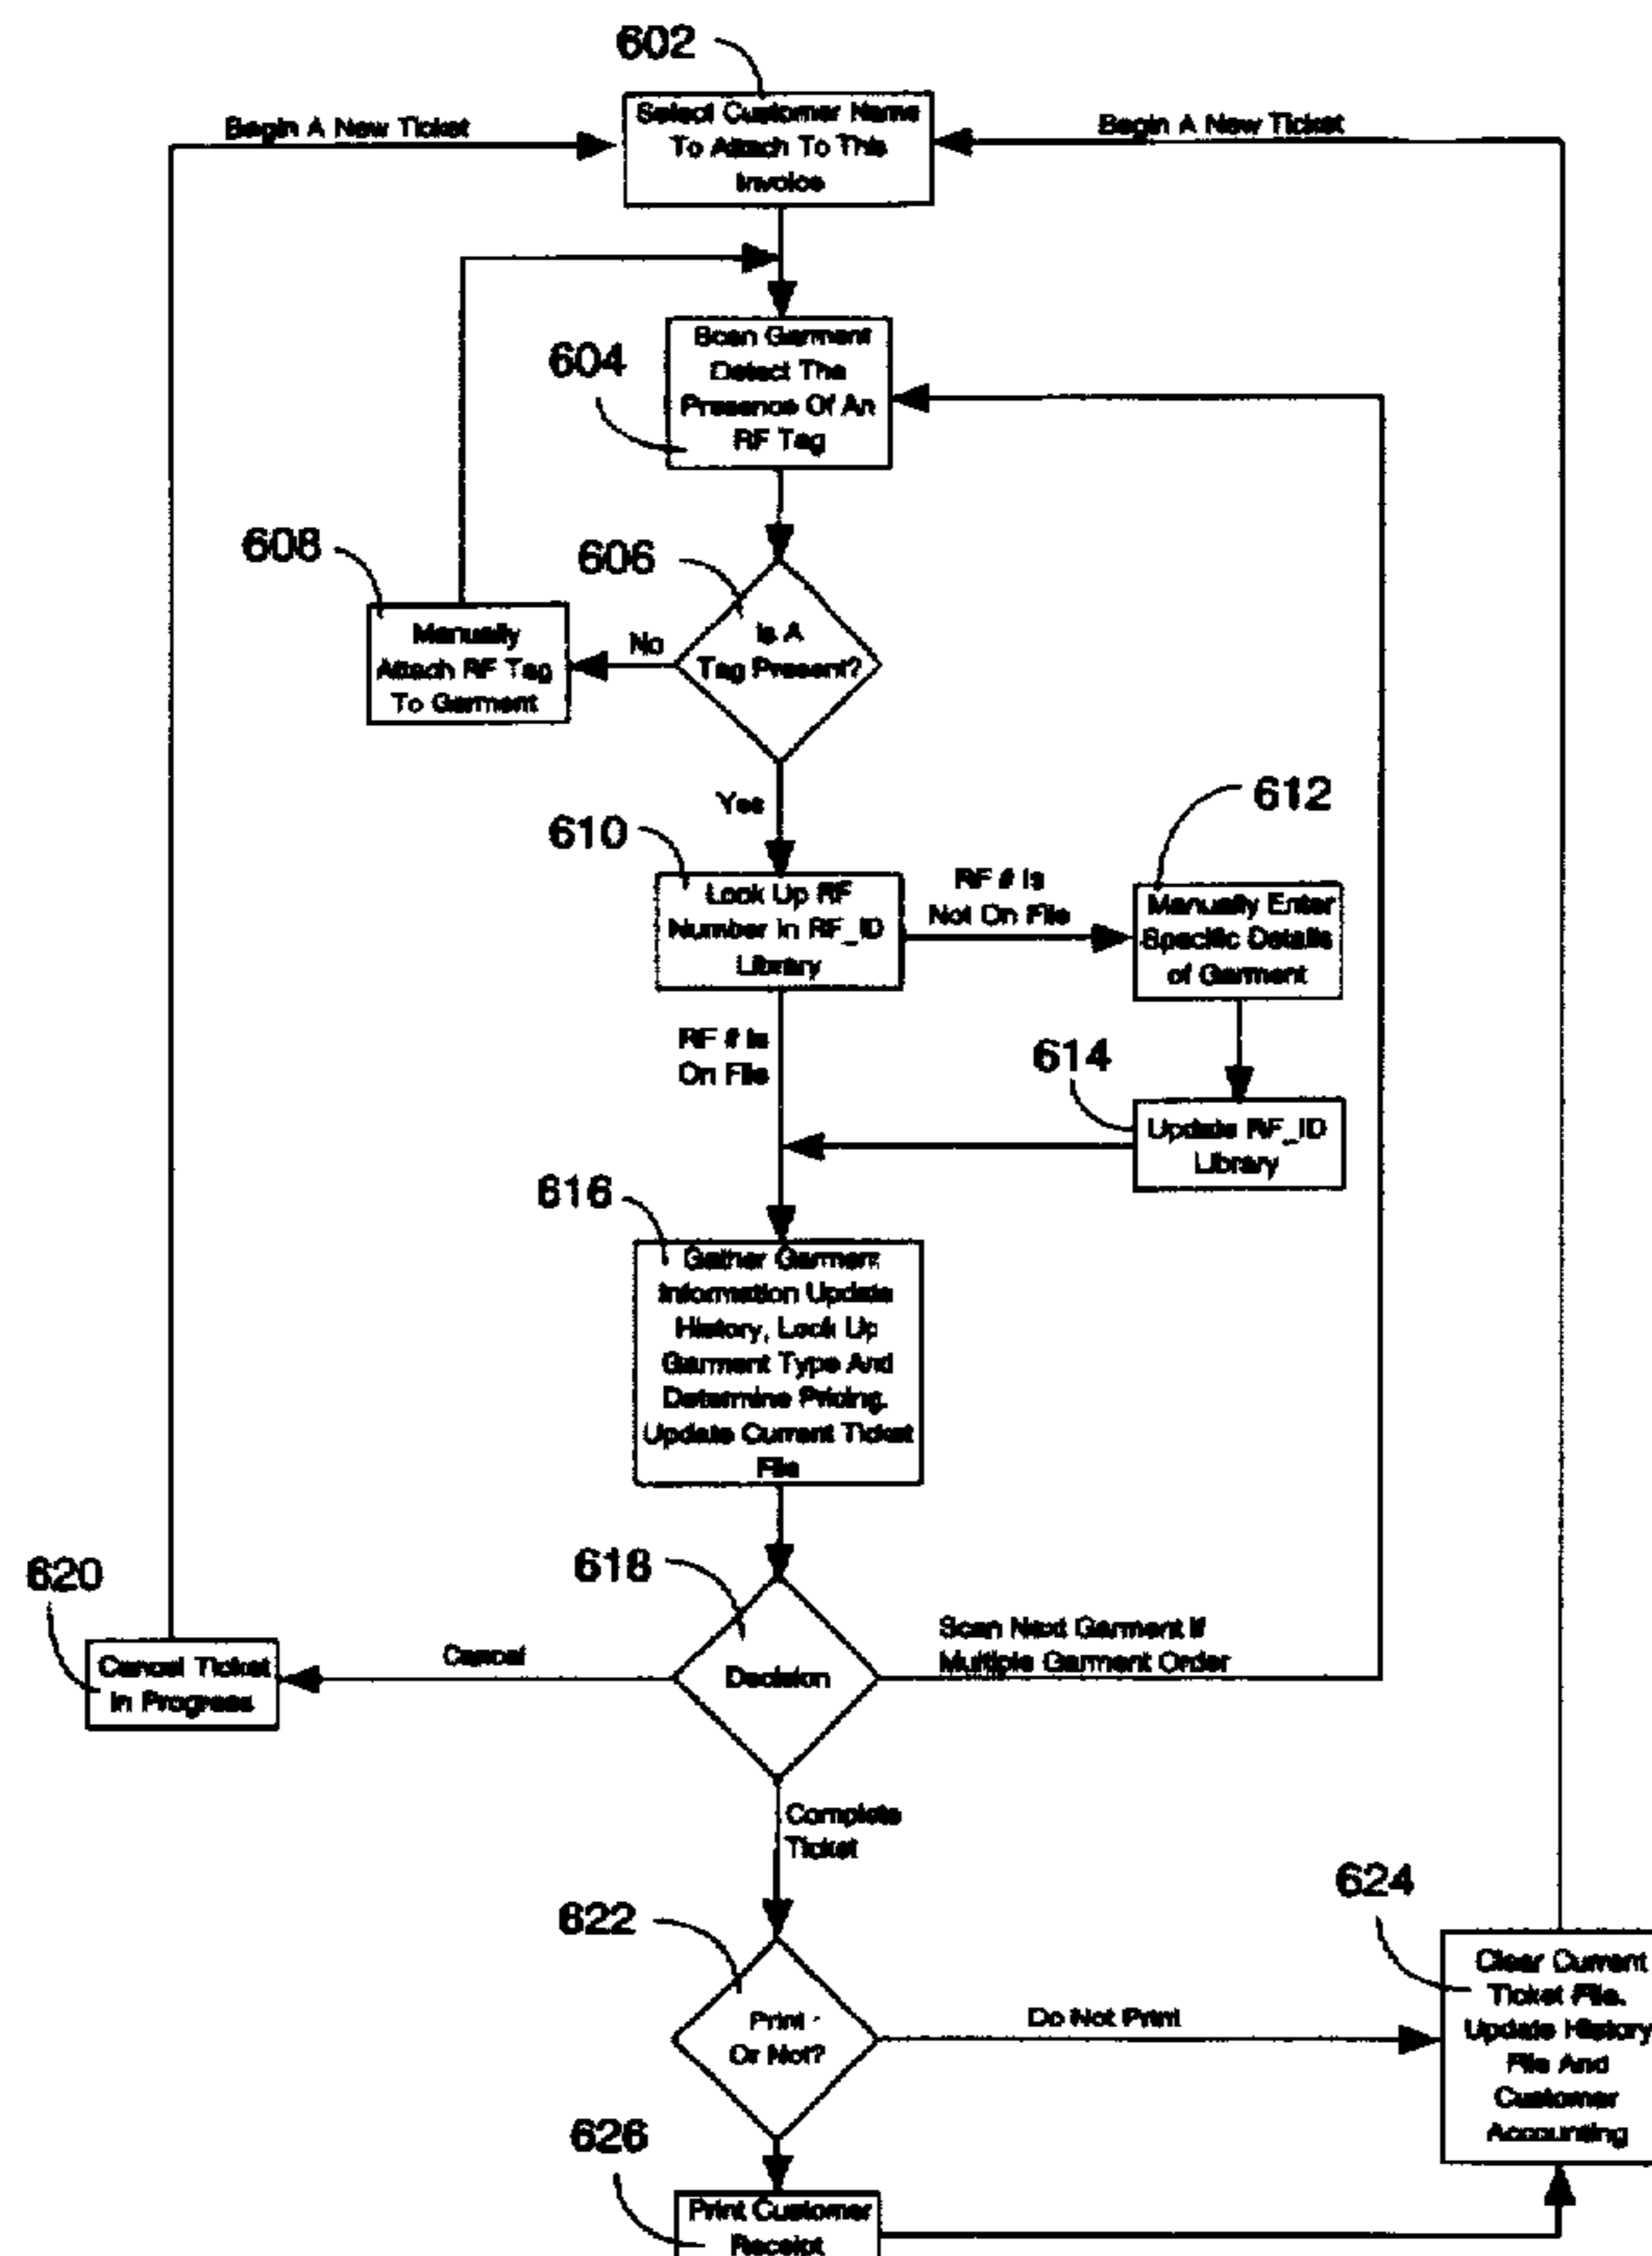 602
Begin A New Ticket
Select Customer Name
To Attach To This
Invoice
Begin A New Ticket
604
Scan Garment
Detect The
Presence Of An
RF Tag
608
606
Manually
Attach RF Tag
To Garment
No
Is A
Tag Present?
Yes
610
612
Look Up RF
Number in RF_ID
Library
RF # Is
Not On File
Manually Enter
Specific Details
of Garment
RF # Is
On File
614
Update RF_ID
Library
616
Gather Garment
Information Update
History, Look Up
Garment Type And
Determine Pricing.
Update Current Ticket
File
618
620
Cancel Ticket
In Progress
Cancel
Decision
Scan Next Garment If
Multiple Garment Order
Complete
Ticket
622
624
Print
Or Not?
Do Not Print
Clear Current
Ticket File.
Update History
File And
Customer
Accounting
626
Print Customer
Receipt